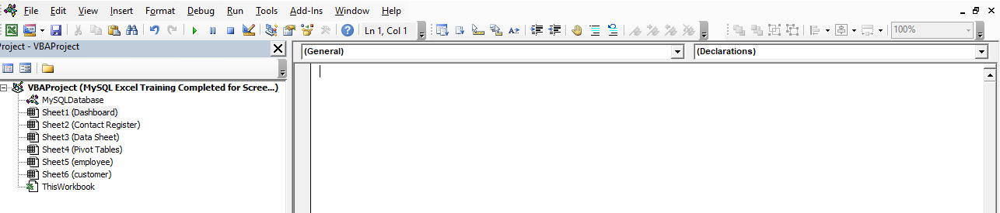 File Edit View Insert Format Debug Run Tools Add-Ins Window Help
Ln 1, Col 1 100%
Project - VBAProject
(General) (Declarations)
VBAProject (MySQL Excel Training Completed for Scree...)
MySQLDatabase
Sheet1 (Dashboard)
Sheet2 (Contact Register)
Sheet3 (Data Sheet)
Sheet4 (Pivot Tables)
Sheet5 (employee)
Sheet6 (customer)
ThisWorkbook